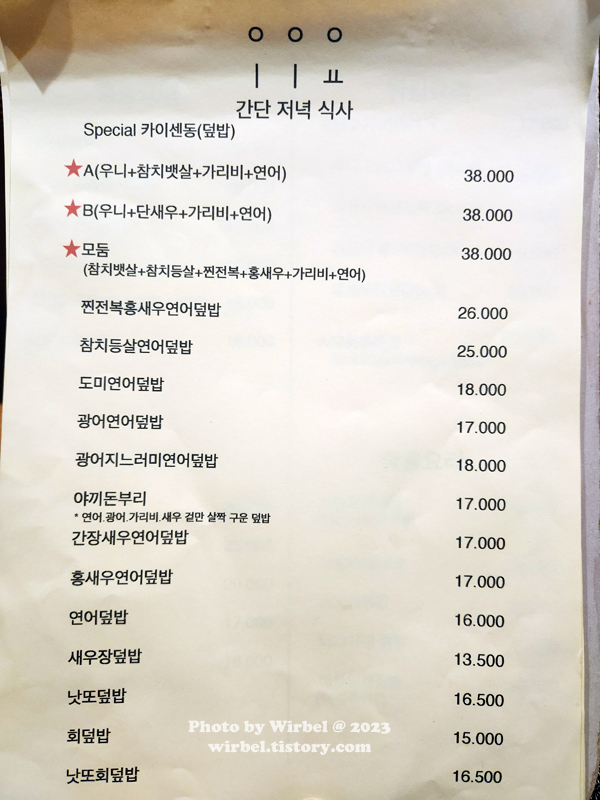 ㅇ ㅇ ㅇ
ㅣ ㅣ ㅛ
간단 저녁 식사
Special 카이센동(덮밥)
★A(우니+참치뱃살+가리비+연어) 38.000
★B(우니+단새우+가리비+연어) 38.000
★모둠 38.000
(참치뱃살+참치등살+찐전복+홍새우+가리비+연어)
찐전복홍새우연어덮밥 26.000
참치등살연어덮밥 25.000
도미연어덮밥 18.000
광어연어덮밥 17.000
광어지느러미연어덮밥 18.000
야끼돈부리 17.000
* 연어.광어.가리비.새우 겉만 살짝 구운 덮밥
간장새우연어덮밥 17.000
홍새우연어덮밥 17.000
연어덮밥 16.000
새우장덮밥 13.500
낫또덮밥 16.500
회덮밥 15.000
낫또회덮밥 16.500
Photo by Wirbel @ 2023
wirbel.tistory.com